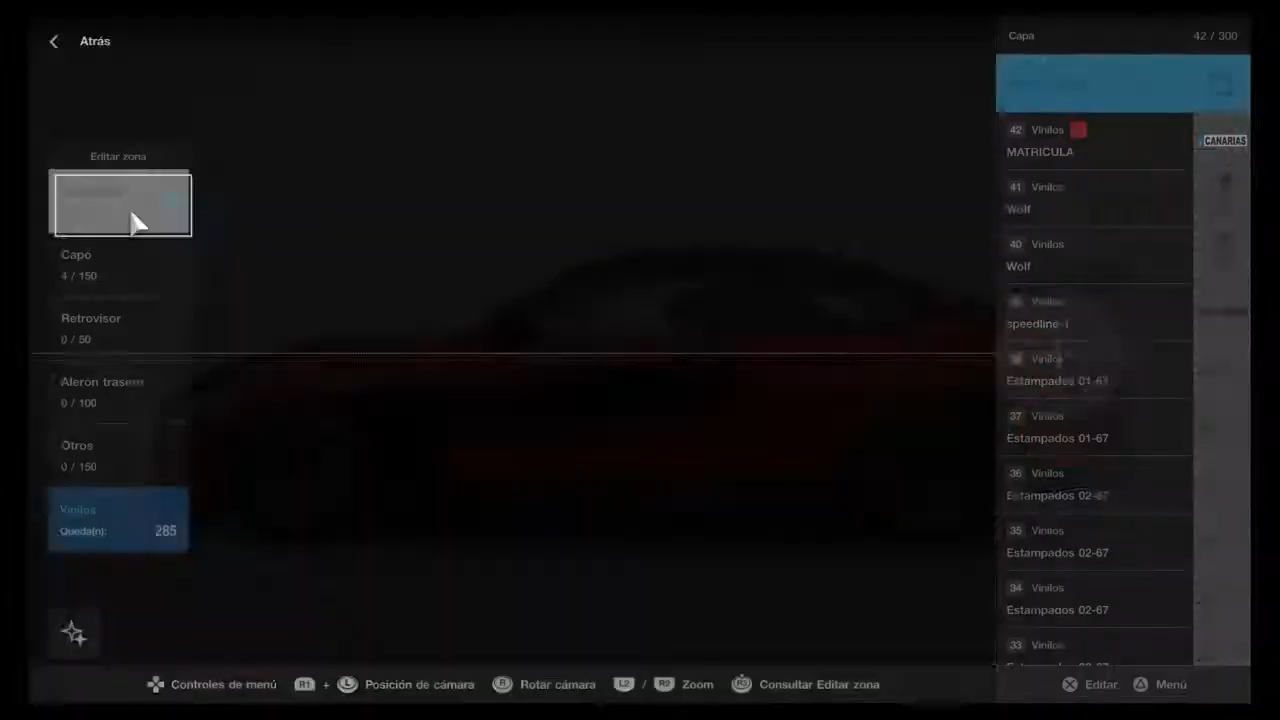 Atrás
Editar zona
Capó
4 / 150
Retrovisor
0 / 50
Alerón trasero
0 / 100
Otros
0 / 150
Vinilos
Queda(n): 285
Capa 42 / 300
42 Vinilos
MATRICULA
CANARIAS
41 Vinilos
Wolf
40 Vinilos
Wolf
Vinilos
speedline-1
Vinilos
Estampados 01-67
37 Vinilos
Estampados 01-67
36 Vinilos
Estampados 02-67
35 Vinilos
Estampados 02-67
34 Vinilos
Estampados 02-67
33 Vinilos
Controles de menú R1 + L Posición de cámara R Rotar cámara L2 / R2 Zoom R3 Consultar Editar zona
Editar Menú